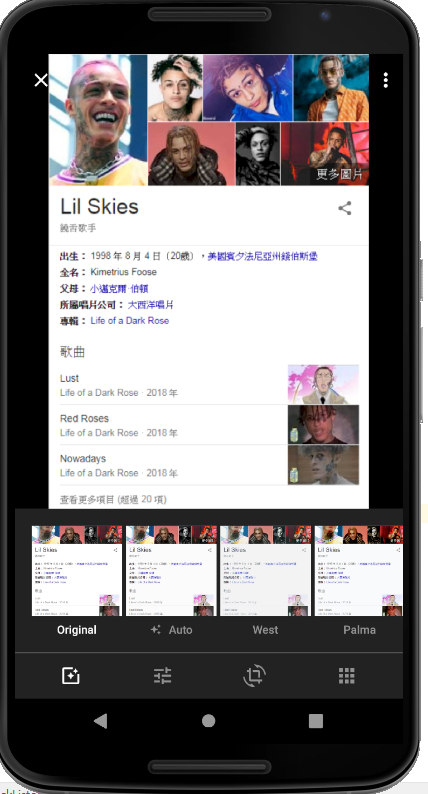 更多圖片
Lil Skies
饒舌歌手
出生： 1998 年 8 月 4 日（20歲），美國賓夕法尼亞州錢伯斯堡
全名： Kimetrius Foose
父母： 小邁克爾·伯頓
所屬唱片公司： 大西洋唱片
專輯： Life of a Dark Rose
歌曲
Lust
Life of a Dark Rose · 2018 年
Red Roses
Life of a Dark Rose · 2018 年
Nowadays
Life of a Dark Rose · 2018 年
查看更多項目 (超過 20 項)
Lil Skies
Lil Skies
Lil Skies
Lil Skies
Original
Auto
West
Palma